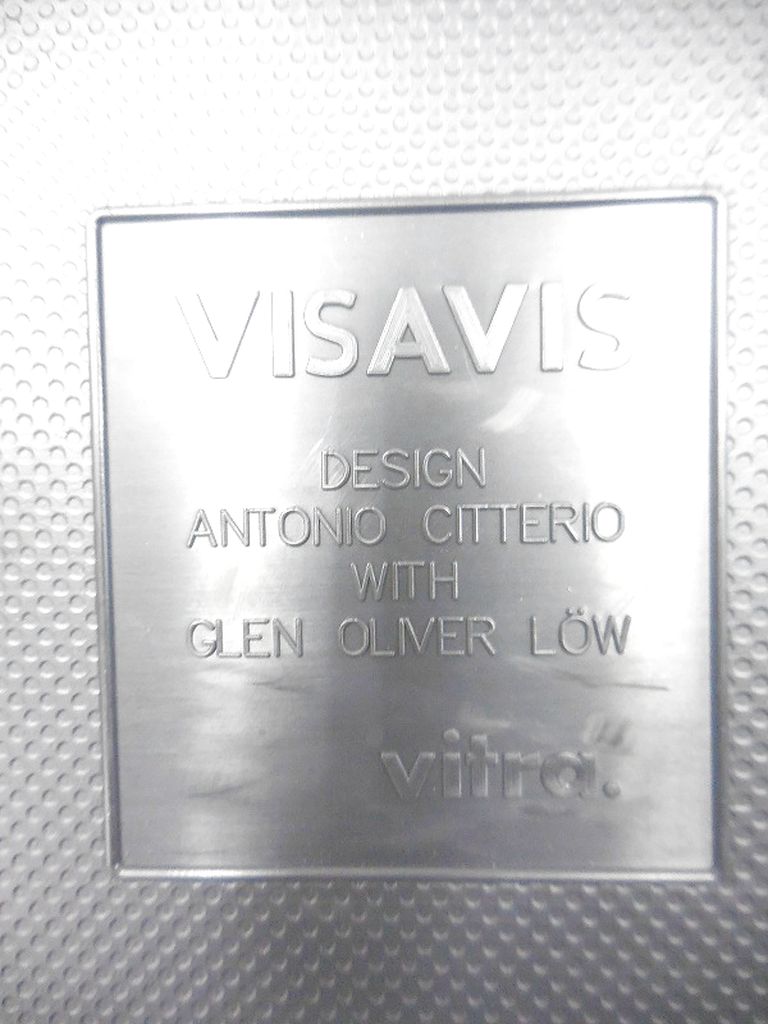 VISAVIS
DESIGN
ANTONIO CITTERIO
WITH
GLEN OLIVER LÖW
vitra.